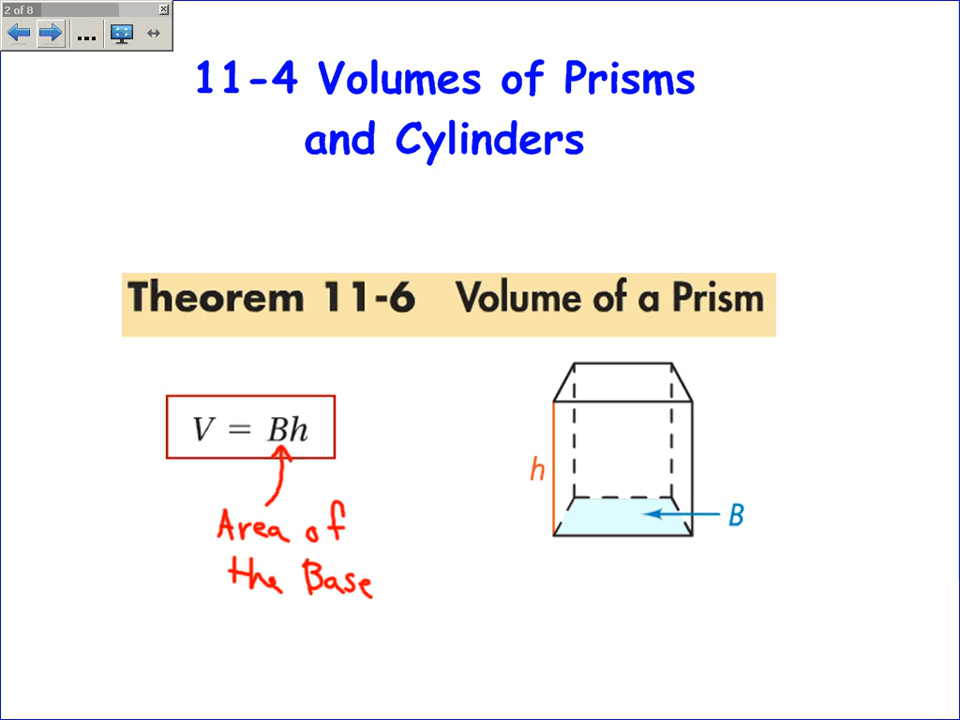 2 of 8
11-4 Volumes of Prisms
and Cylinders
Theorem 11-6 Volume of a Prism
V = Bh
Area of
the Base
h
B